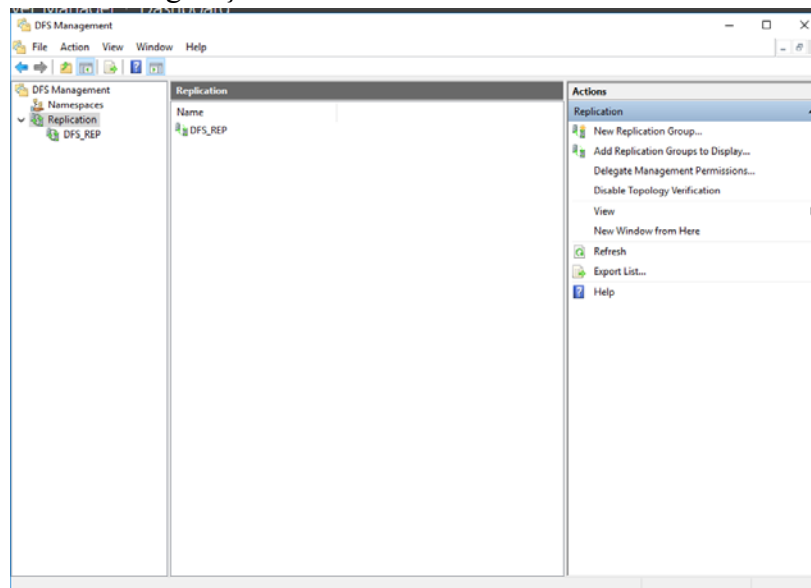 DFS Management
File Action View Window Help
DFS Management
Namespaces
Replication
DFS_REP
Replication
Name
DFS_REP
Actions
Replication
New Replication Group...
Add Replication Groups to Display...
Delegate Management Permissions...
Disable Topology Verification
View
New Window from Here
Refresh
Export List...
Help